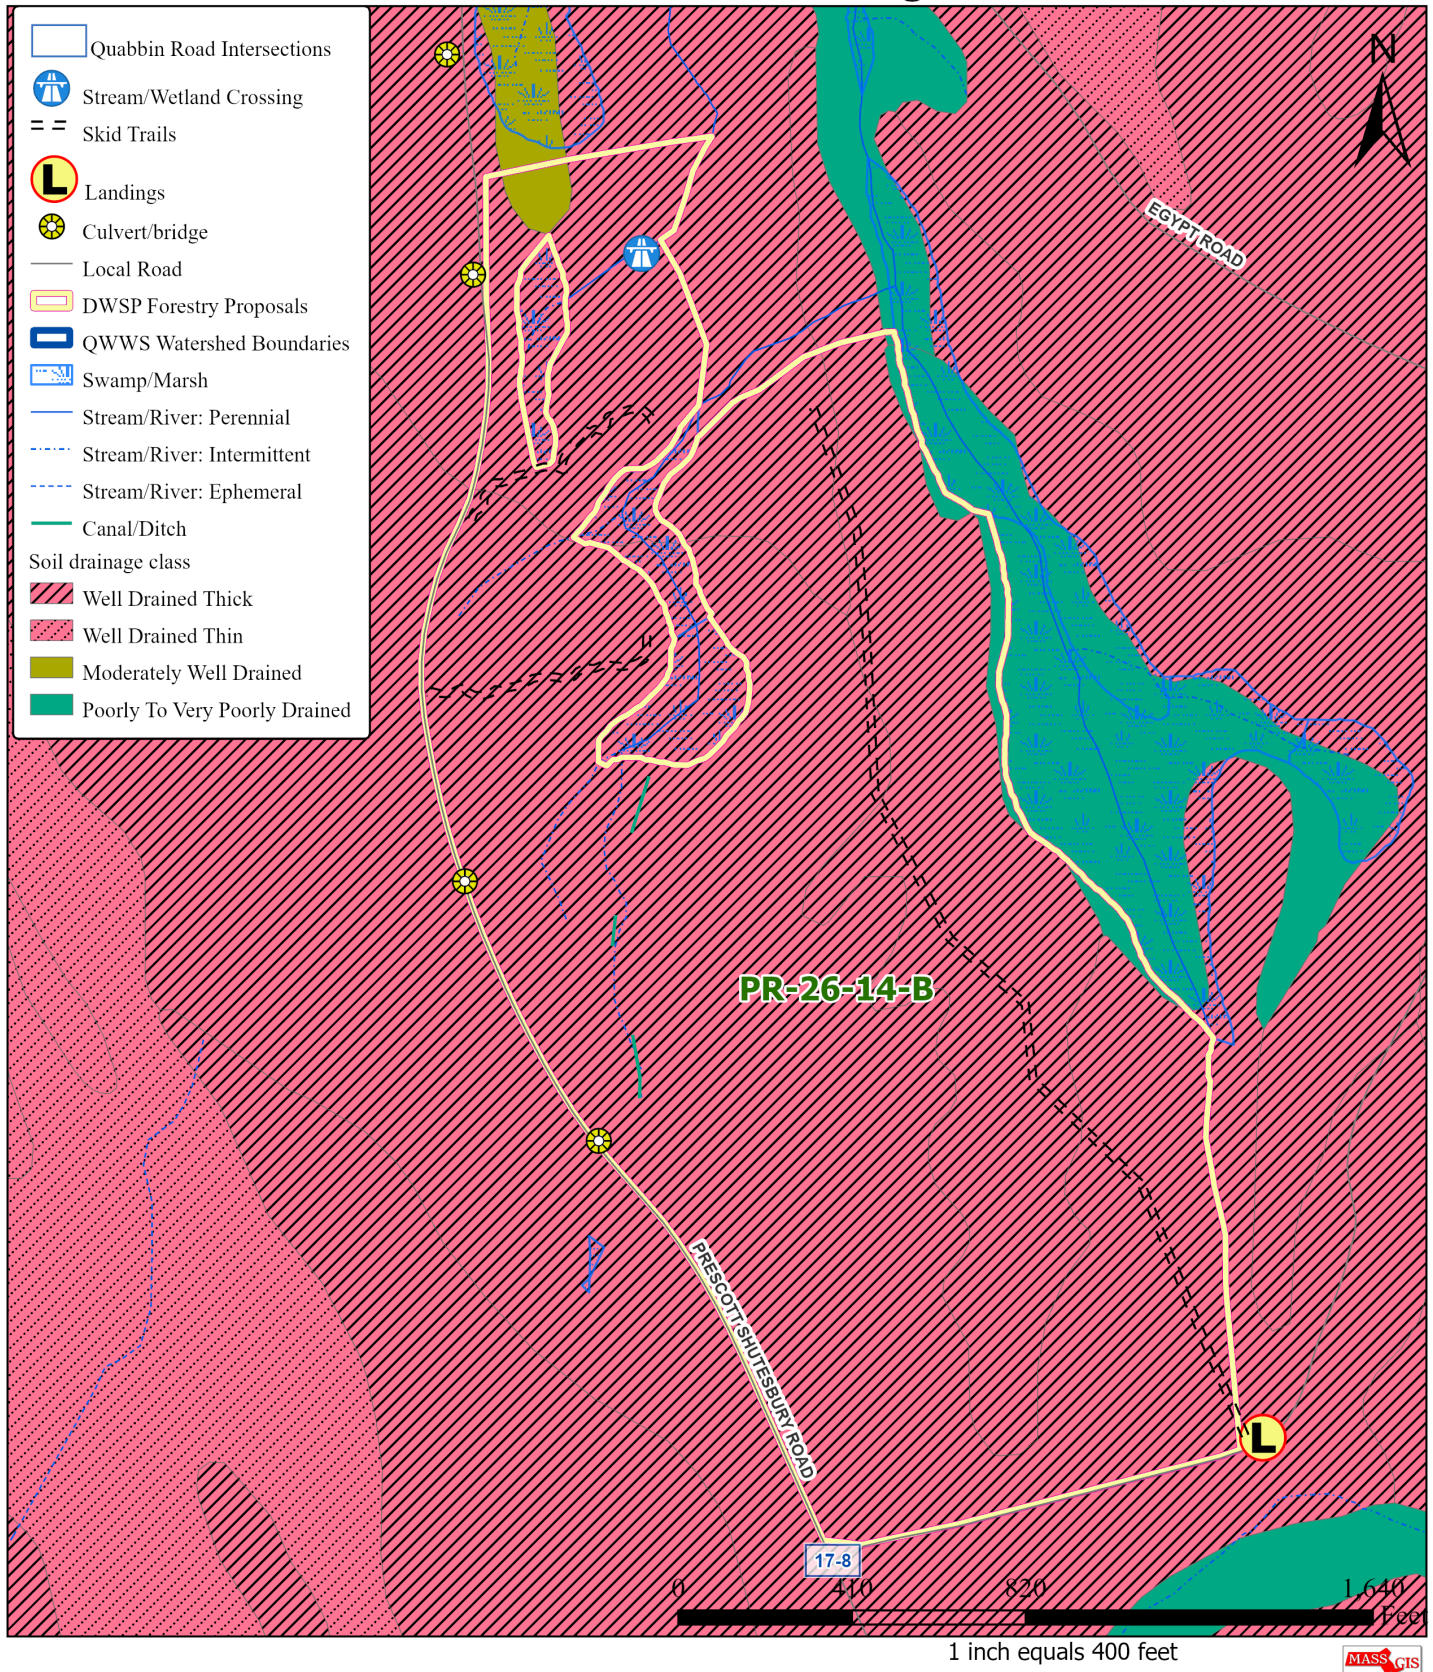 Quabbin Road Intersections
Stream/Wetland Crossing
Skid Trails
L
Landings
Culvert/bridge
Local Road
DWSP Forestry Proposals
QWWS Watershed Boundaries
Swamp/Marsh
Stream/River: Perennial
Stream/River: Intermittent
Stream/River: Ephemeral
Canal/Ditch
Soil drainage class
Well Drained Thick
Well Drained Thin
Moderately Well Drained
Poorly To Very Poorly Drained
N
EGYPT ROAD
PR-26-14-B
PRESCOTT SHUTESBURY ROAD
L
17-8
0 410 820 1,640
Feet
1 inch equals 400 feet
MASS GIS